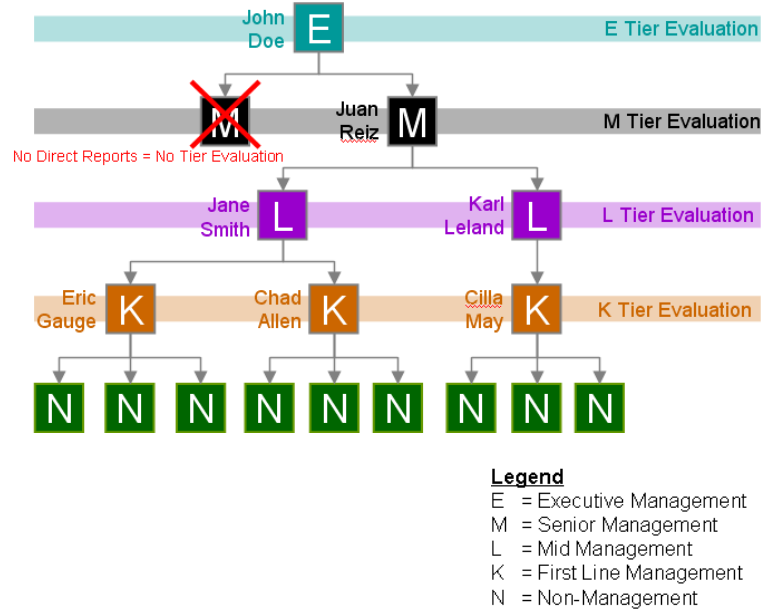 John
Doe
E
E Tier Evaluation
M
Juan
Reiz
M
M Tier Evaluation
No Direct Reports = No Tier Evaluation
Jane
Smith
L
Karl
Leland
L
L Tier Evaluation
Eric
Gauge
K
Chad
Allen
K
Cilla
May
K
K Tier Evaluation
N N N N N N N N N
Legend
E = Executive Management
M = Senior Management
L = Mid Management
K = First Line Management
N = Non-Management